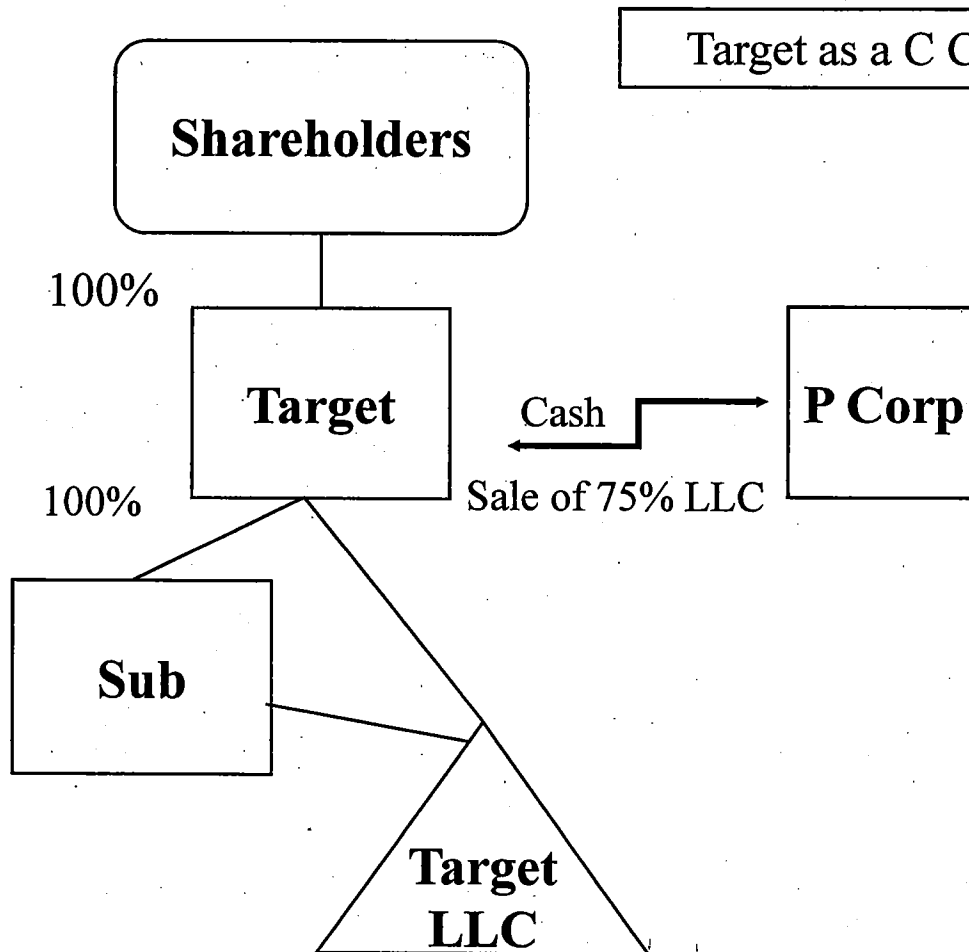 Target as a C C
Shareholders
100%
Target
P Corp
Cash
100%
Sale of 75% LLC
Sub
Target
LLC